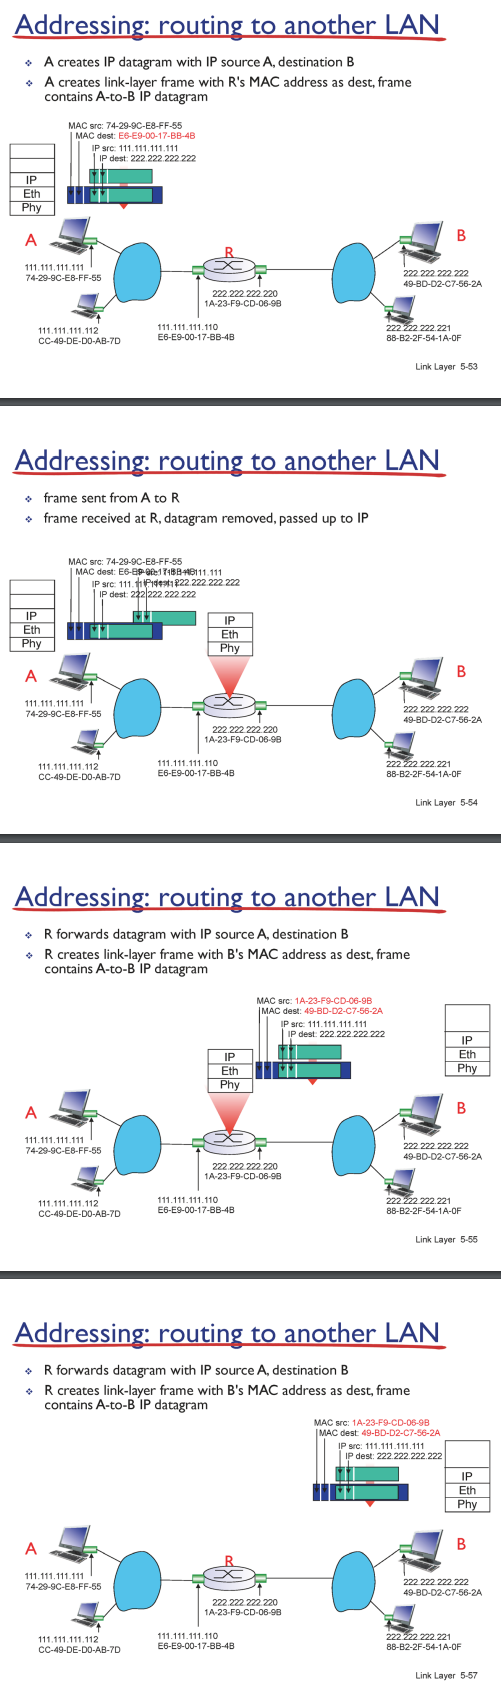 Addressing: routing to another LAN
A creates IP datagram with IP source A, destination B
A creates link-layer frame with R's MAC address as dest, frame
contains A-to-B IP datagram
MAC src: 74-29-9C-E8-FF-55
MAC dest: E6-E9-00-17-BB-4B
IP src: 111.111.111.111
IP dest: 222.222.222.222
IP
Eth
Phy
A
R
B
111.111.111.111
74-29-9C-E8-FF-55
222.222.222.222
49-BD-D2-C7-56-2A
222.222.222.220
1A-23-F9-CD-06-9B
111.111.111.112
CC-49-DE-D0-AB-7D
111.111.111.110
E6-E9-00-17-BB-4B
222.222.222.221
88-B2-2F-54-1A-0F
Link Layer 5-53
Addressing: routing to another LAN
frame sent from A to R
frame received at R, datagram removed, passed up to IP
MAC src: 74-29-9C-E8-FF-55
MAC dest: E6-E9-00-17-BB-4B
IP src: 111.111.111.111
IP dest: 222.222.222.222
IP src: 111.111.111.111
IP dest: 222.222.222.222
IP
Eth
Phy
IP
Eth
Phy
A
B
111.111.111.111
74-29-9C-E8-FF-55
222.222.222.222
49-BD-D2-C7-56-2A
222.222.222.220
1A-23-F9-CD-06-9B
111.111.111.112
CC-49-DE-D0-AB-7D
111.111.111.110
E6-E9-00-17-BB-4B
222.222.222.221
88-B2-2F-54-1A-0F
Link Layer 5-54
Addressing: routing to another LAN
R forwards datagram with IP source A, destination B
R creates link-layer frame with B's MAC address as dest, frame
contains A-to-B IP datagram
MAC src: 1A-23-F9-CD-06-9B
MAC dest: 49-BD-D2-C7-56-2A
IP src: 111.111.111.111
IP dest: 222.222.222.222
IP
Eth
Phy
IP
Eth
Phy
A
B
111.111.111.111
74-29-9C-E8-FF-55
222.222.222.222
49-BD-D2-C7-56-2A
222.222.222.220
1A-23-F9-CD-06-9B
111.111.111.112
CC-49-DE-D0-AB-7D
111.111.111.110
E6-E9-00-17-BB-4B
222.222.222.221
88-B2-2F-54-1A-0F
Link Layer 5-55
Addressing: routing to another LAN
R forwards datagram with IP source A, destination B
R creates link-layer frame with B's MAC address as dest, frame
contains A-to-B IP datagram
MAC src: 1A-23-F9-CD-06-9B
MAC dest: 49-BD-D2-C7-56-2A
IP src: 111.111.111.111
IP dest: 222.222.222.222
IP
Eth
Phy
A
R
B
111.111.111.111
74-29-9C-E8-FF-55
222.222.222.222
49-BD-D2-C7-56-2A
222.222.222.220
1A-23-F9-CD-06-9B
111.111.111.112
CC-49-DE-D0-AB-7D
111.111.111.110
E6-E9-00-17-BB-4B
222.222.222.221
88-B2-2F-54-1A-0F
Link Layer 5-57